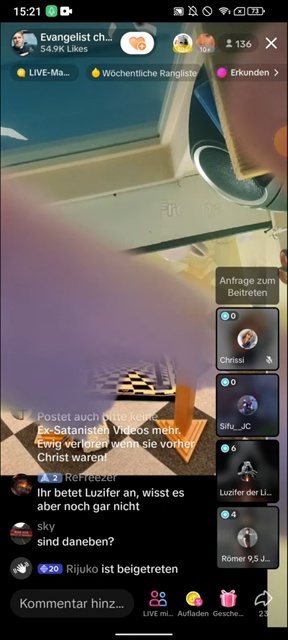 15:21
73
Evangelist ch...
54.9K Likes
10+
136
LIVE-Ma...
Wöchentliche Rangliste
Erkunden
Anfrage zum
Beitreten
0
Chrissi
0
Sifu__JC
6
Luzifer der Li...
4
Römer 9,5 J...
Postet auch bitte keine
Ex-Satanisten Videos mehr.
Ewig verloren wenn sie vorher
Christ waren!
2 ReFreezer
Ihr betet Luzifer an, wisst es
aber noch gar nicht
sky
sind daneben?
20 Rijuko ist beigetreten
Kommentar hinz...
LIVE mi...
Aufladen
Gesche...
23